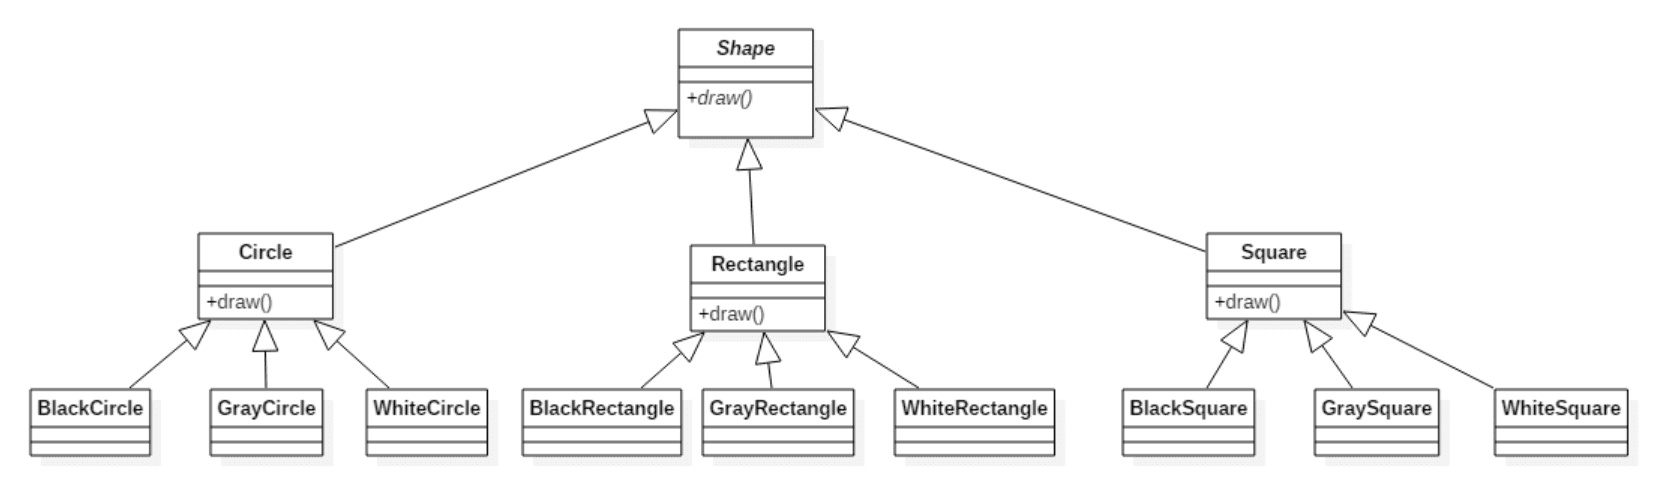 Shape
+draw()
Circle
+draw()
Rectangle
+draw()
Square
+draw()
BlackCircle
GrayCircle
WhiteCircle
BlackRectangle
GrayRectangle
WhiteRectangle
BlackSquare
GraySquare
WhiteSquare